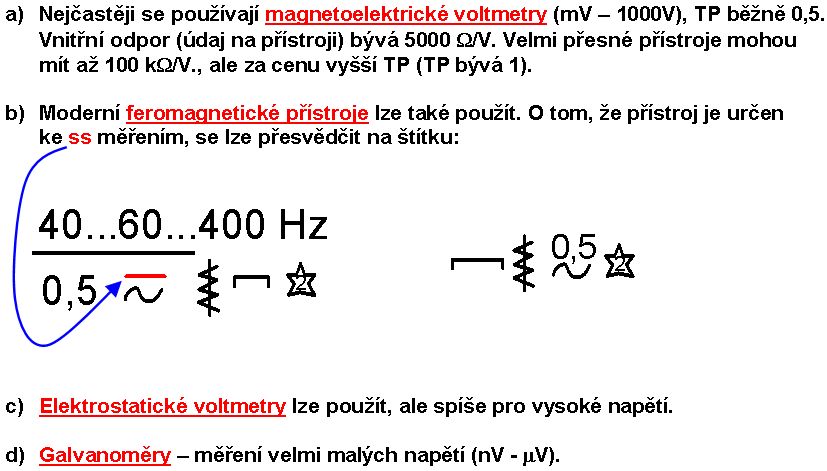 a) Nejčastěji se používají magnetoelektrické voltmetry (mV – 1000V), TP běžně 0,5.
Vnitřní odpor (údaj na přístroji) bývá 5000 Ω/V. Velmi přesné přístroje mohou
mít až 100 kΩ/V., ale za cenu vyšší TP (TP bývá 1).
b) Moderní feromagnetické přístroje lze také použít. O tom, že přístroj je určen
ke ss měřením, se lze přesvědčit na štítku:
40...60...400 Hz
0,5 2
0,5 2
c) Elektrostatické voltmetry lze použít, ale spíše pro vysoké napětí.
d) Galvanoměry – měření velmi malých napětí (nV - μV).